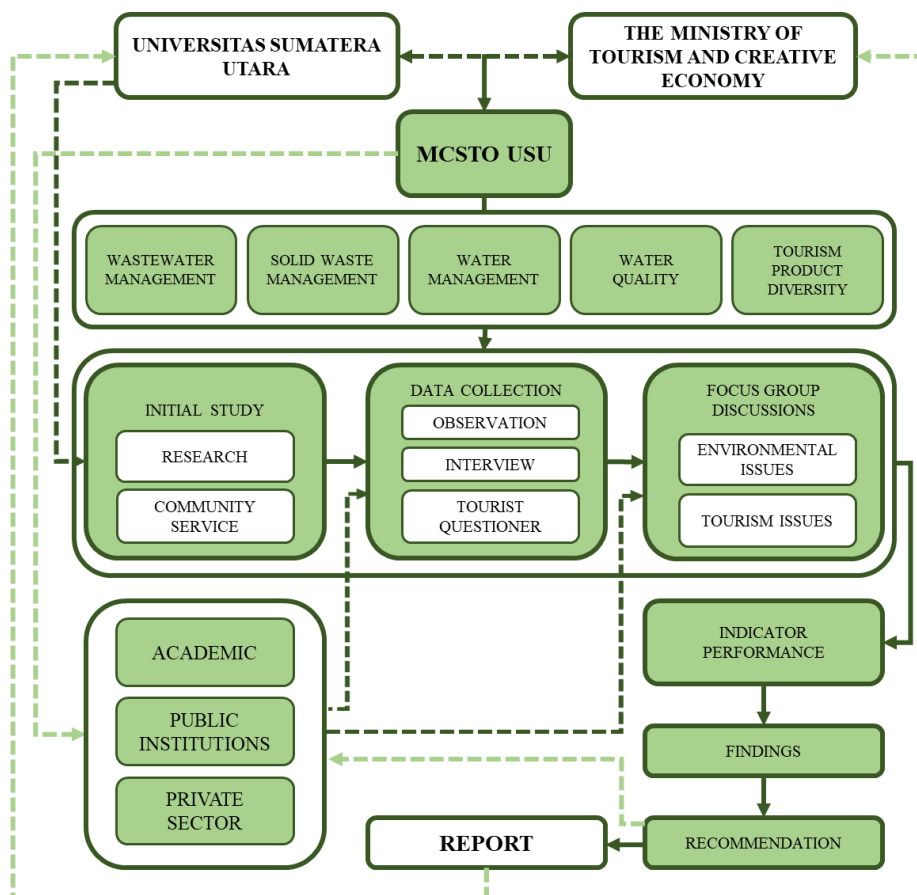 UNIVERSITAS SUMATERA
UTARA
THE MINISTRY OF
TOURISM AND CREATIVE
ECONOMY
MCSTO USU
WASTEWATER
MANAGEMENT
SOLID WASTE
MANAGEMENT
WATER
MANAGEMENT
WATER
QUALITY
TOURISM
PRODUCT
DIVERSITY
INITIAL STUDY
RESEARCH
COMMUNITY
SERVICE
DATA COLLECTION
OBSERVATION
INTERVIEW
TOURIST
QUESTIONER
FOCUS GROUP
DISCUSSIONS
ENVIRONMENTAL
ISSUES
TOURISM ISSUES
ACADEMIC
PUBLIC
INSTITUTIONS
PRIVATE
SECTOR
INDICATOR
PERFORMANCE
FINDINGS
RECOMMENDATION
REPORT